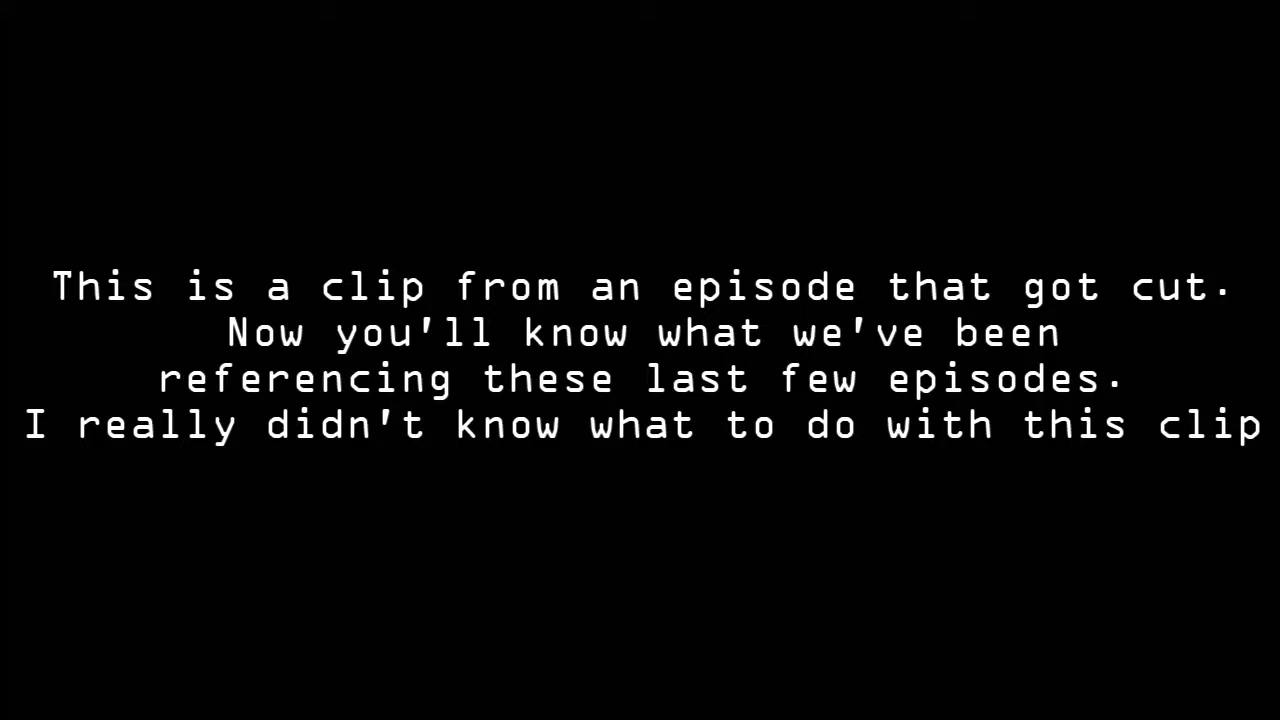 This is a clip from an episode that got cut.
Now you'll know what we've been
referencing these last few episodes.
I really didn't know what to do with this clip